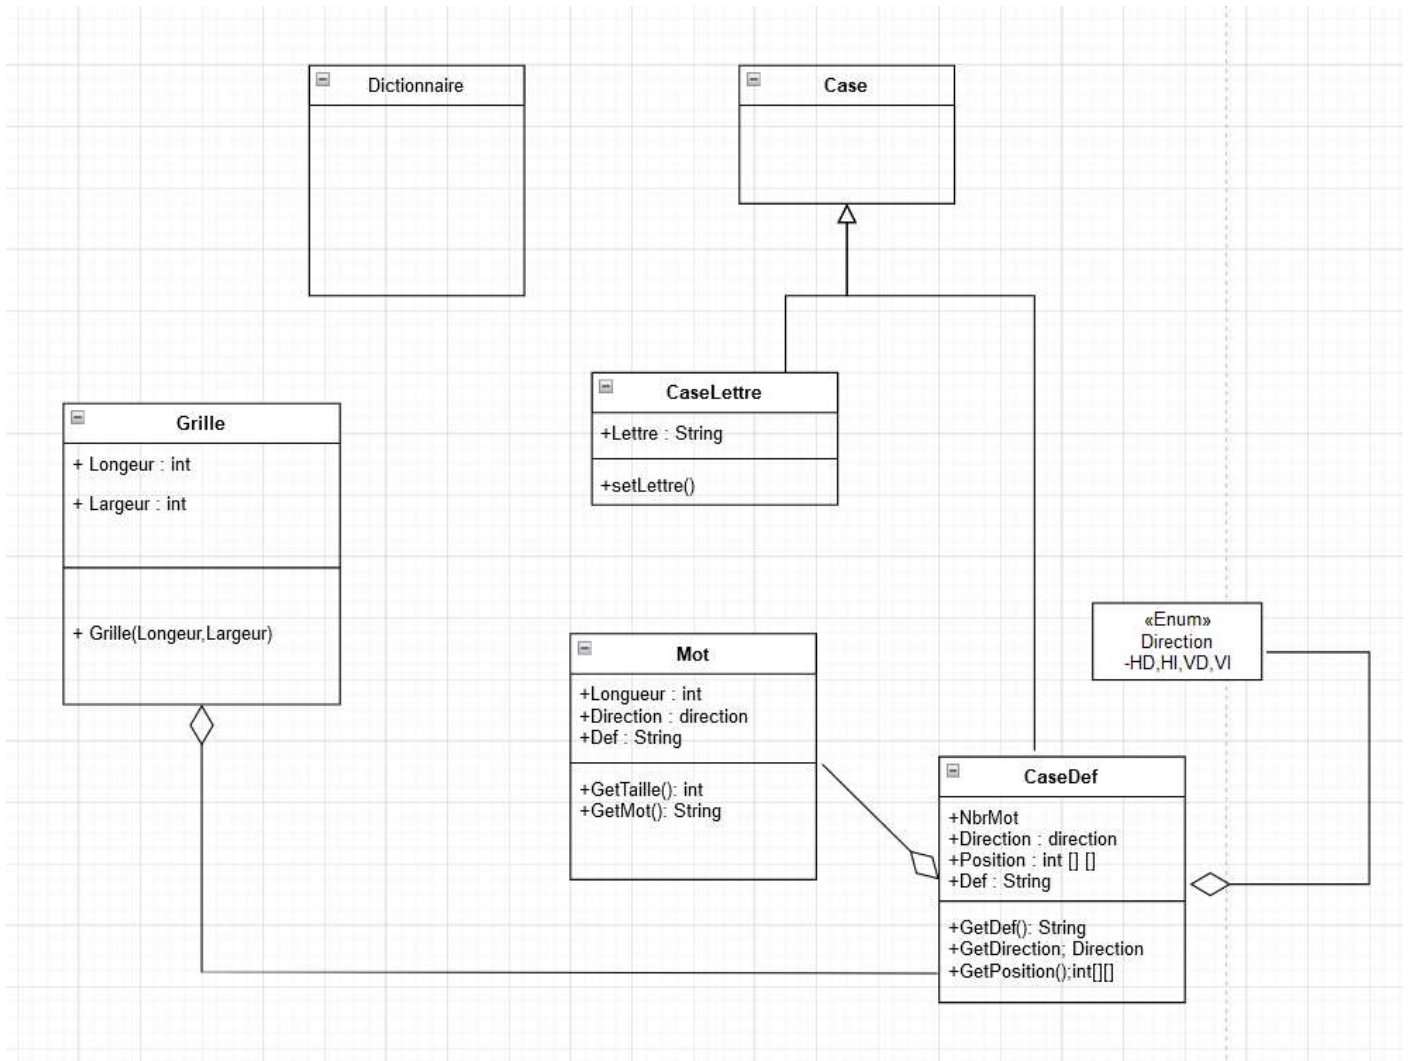 Dictionnaire
Case
CaseLettre
+Lettre : String
+setLettre()
Grille
+ Longeur : int
+ Largeur : int
+ Grille(Longeur,Largeur)
«Enum»
Direction
-HD,HI,VD,VI
Mot
+Longueur : int
+Direction : direction
+Def : String
+GetTaille(): int
+GetMot(): String
CaseDef
+NbrMot
+Direction : direction
+Position : int [] []
+Def : String
+GetDef(): String
+GetDirection; Direction
+GetPosition();int[][]